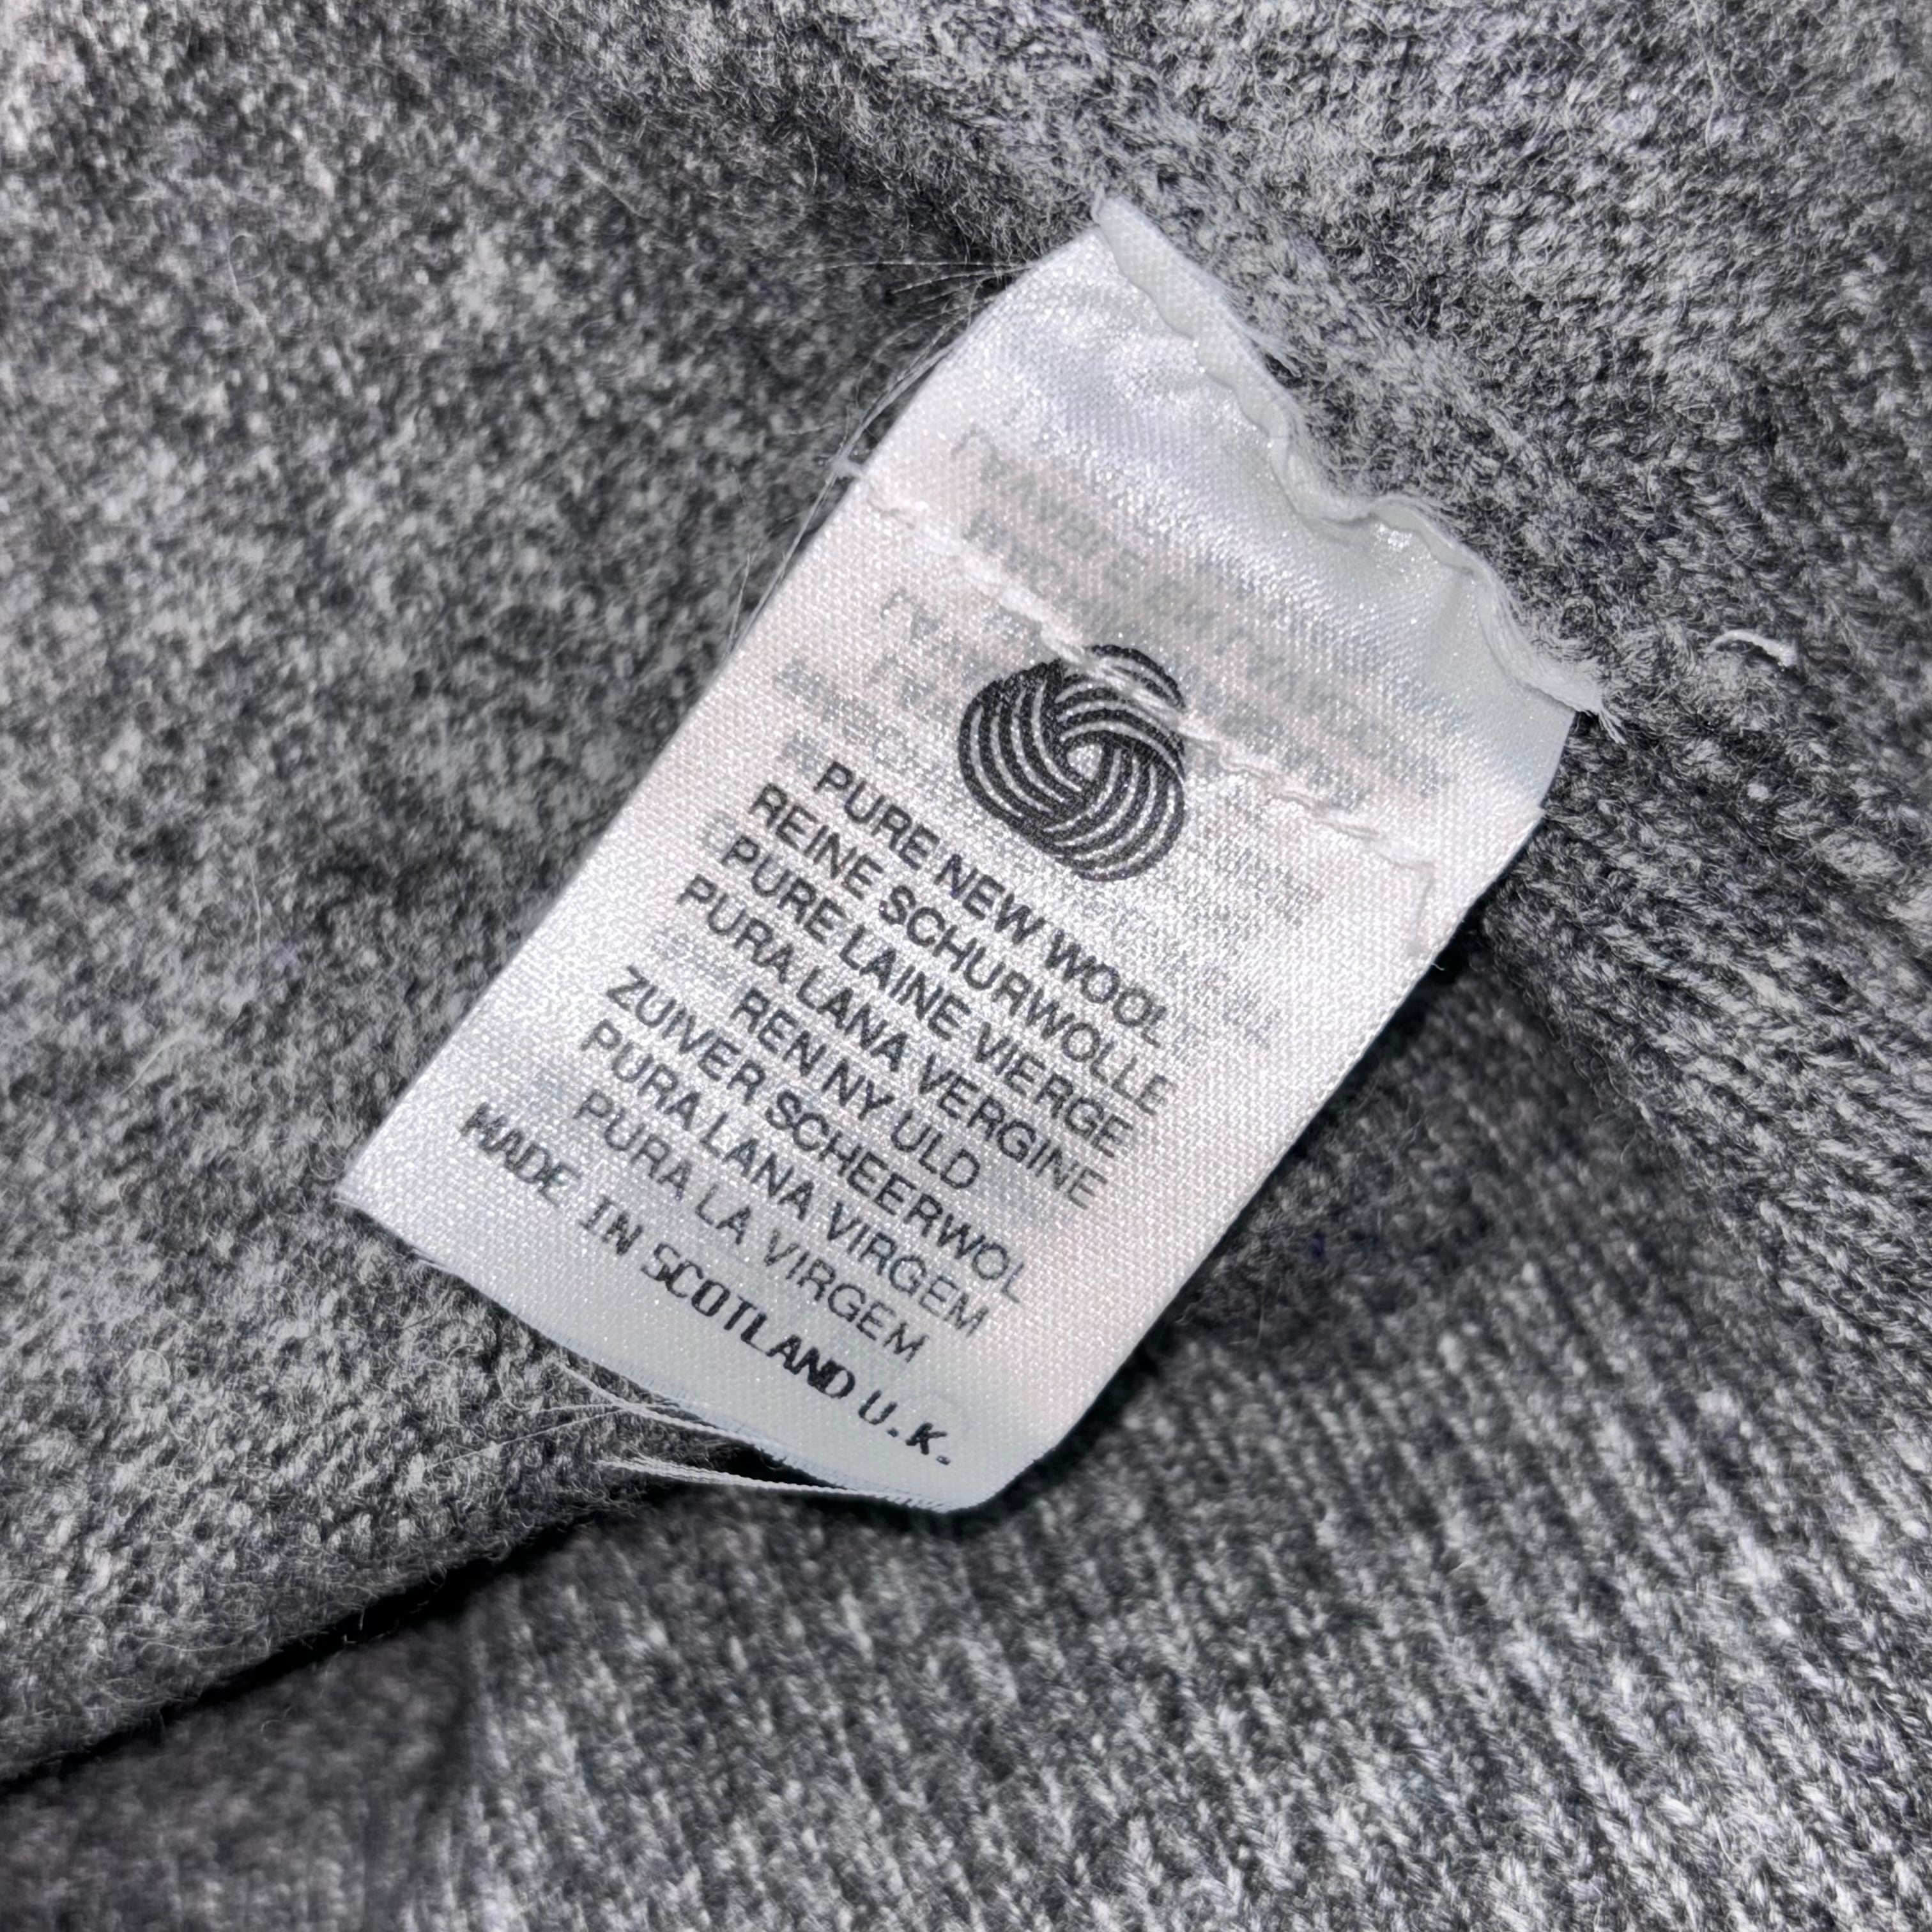 PURE NEW WOOL
REINE SCHURWOLLE
PURE LAINE VIERGE
PURA LANA VERGINE
REN NY ULD
ZUIVER SCHEERWOL
PURA LANA VIRGEM
PURA LA VIRGEM
MADE IN SCOTLAND U.K.